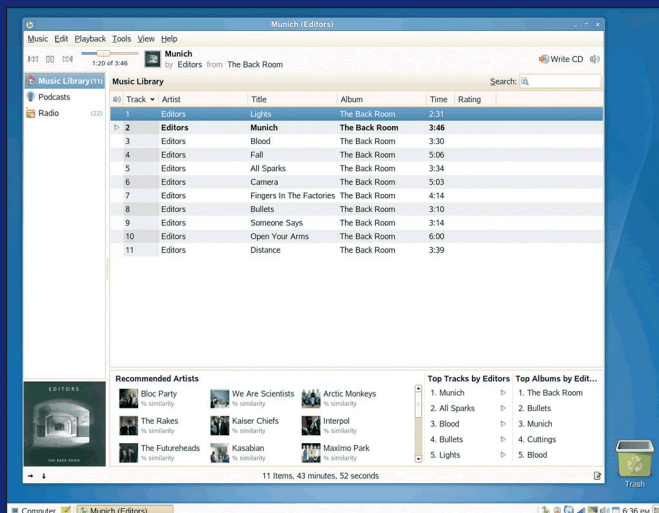 Munich (Editors)
Music Edit Playback Tools View Help
1:20 of 3:46
Munich
by Editors from The Back Room
Write CD
Music Library (11)
Podcasts
Radio (22)
Music Library
Search:
Track Artist Title Album Time Rating
1 Editors Lights The Back Room 2:31
2 Editors Munich The Back Room 3:46
3 Editors Blood The Back Room 3:30
4 Editors Fall The Back Room 5:06
5 Editors All Sparks The Back Room 3:34
6 Editors Camera The Back Room 5:03
7 Editors Fingers In The Factories The Back Room 4:14
8 Editors Bullets The Back Room 3:10
9 Editors Someone Says The Back Room 3:14
10 Editors Open Your Arms The Back Room 6:00
11 Editors Distance The Back Room 3:39
EDITORS
THE BACK ROOM
Recommended Artists
Bloc Party
% similarity
We Are Scientists
% similarity
Arctic Monkeys
% similarity
The Rakes
% similarity
Kaiser Chiefs
% similarity
Interpol
% similarity
The Futureheads
% similarity
Kasabian
% similarity
Maxïmo Park
% similarity
Top Tracks by Editors
1. Munich
2. All Sparks
3. Blood
4. Bullets
5. Lights
Top Albums by Edit...
1. The Back Room
2. Bullets
3. Munich
4. Cuttings
5. Blood
11 Items, 43 minutes, 52 seconds
Trash
Computer
Munich (Editors)
6:36 PM